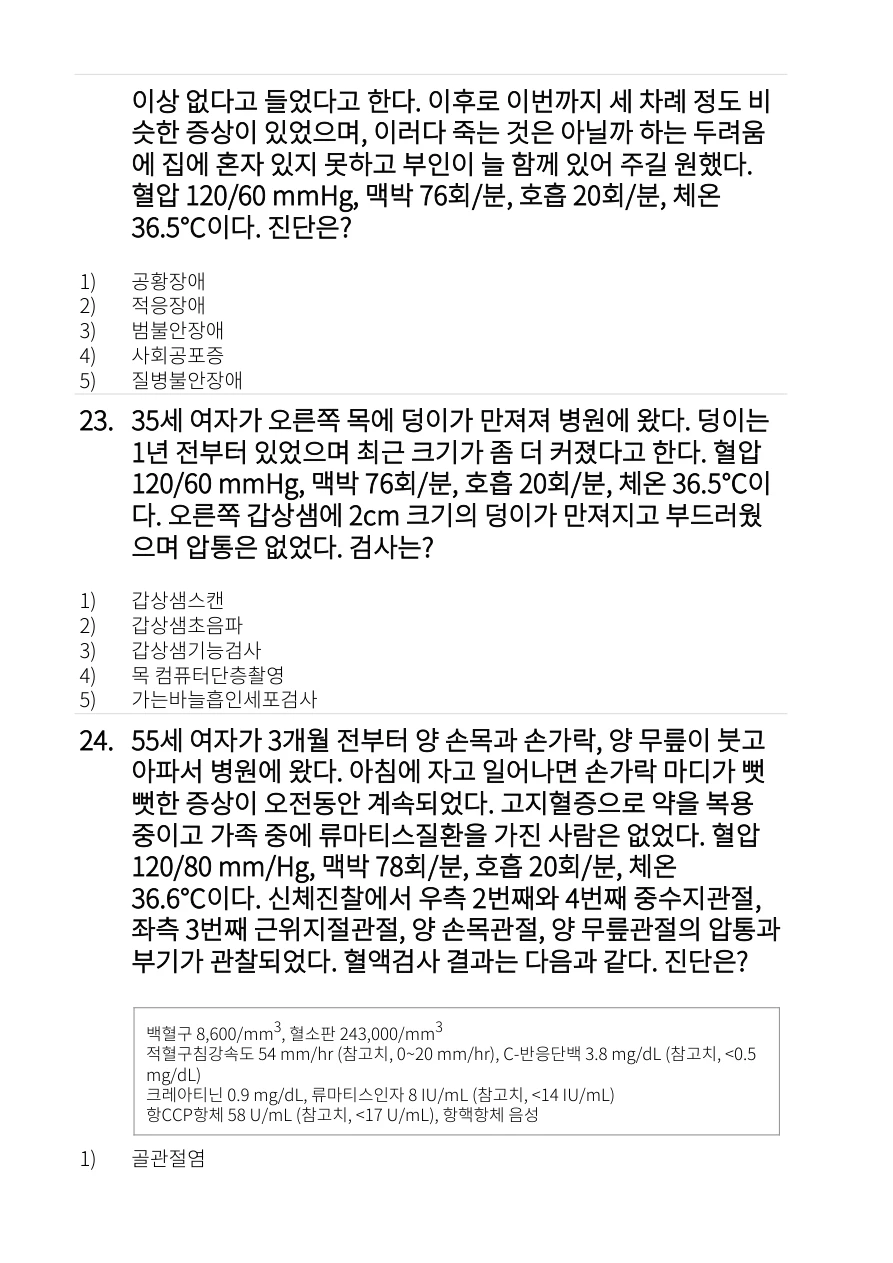 이상 없다고 들었다고 한다. 이후로 이번까지 세 차례 정도 비
슷한 증상이 있었으며, 이러다 죽는 것은 아닐까 하는 두려움
에 집에 혼자 있지 못하고 부인이 늘 함께 있어 주길 원했다.
혈압 120/60 mmHg, 맥박 76회/분, 호흡 20회/분, 체온
36.5℃이다. 진단은?
1) 공황장애
2) 적응장애
3) 범불안장애
4) 사회공포증
5) 질병불안장애
23. 35세 여자가 오른쪽 목에 덩이가 만져져 병원에 왔다. 덩이는
1년 전부터 있었으며 최근 크기가 좀 더 커졌다고 한다. 혈압
120/60 mmHg, 맥박 76회/분, 호흡 20회/분, 체온 36.5℃이
다. 오른쪽 갑상샘에 2cm 크기의 덩이가 만져지고 부드러웠
으며 압통은 없었다. 검사는?
1) 갑상샘스캔
2) 갑상샘초음파
3) 갑상샘기능검사
4) 목 컴퓨터단층촬영
5) 가는바늘흡인세포검사
24. 55세 여자가 3개월 전부터 양 손목과 손가락, 양 무릎이 붓고
아파서 병원에 왔다. 아침에 자고 일어나면 손가락 마디가 뻣
뻣한 증상이 오전동안 계속되었다. 고지혈증으로 약을 복용
중이고 가족 중에 류마티스질환을 가진 사람은 없었다. 혈압
120/80 mm/Hg, 맥박 78회/분, 호흡 20회/분, 체온
36.6℃이다. 신체진찰에서 우측 2번째와 4번째 중수지관절,
좌측 3번째 근위지절관절, 양 손목관절, 양 무릎관절의 압통과
부기가 관찰되었다. 혈액검사 결과는 다음과 같다. 진단은?
백혈구 8,600/mm³, 혈소판 243,000/mm³
적혈구침강속도 54 mm/hr (참고치, 0~20 mm/hr), C-반응단백 3.8 mg/dL (참고치, <0.5
mg/dL)
크레아티닌 0.9 mg/dL, 류마티스인자 8 IU/mL (참고치, <14 IU/mL)
항CCP항체 58 U/mL (참고치, <17 U/mL), 항핵항체 음성
1) 골관절염